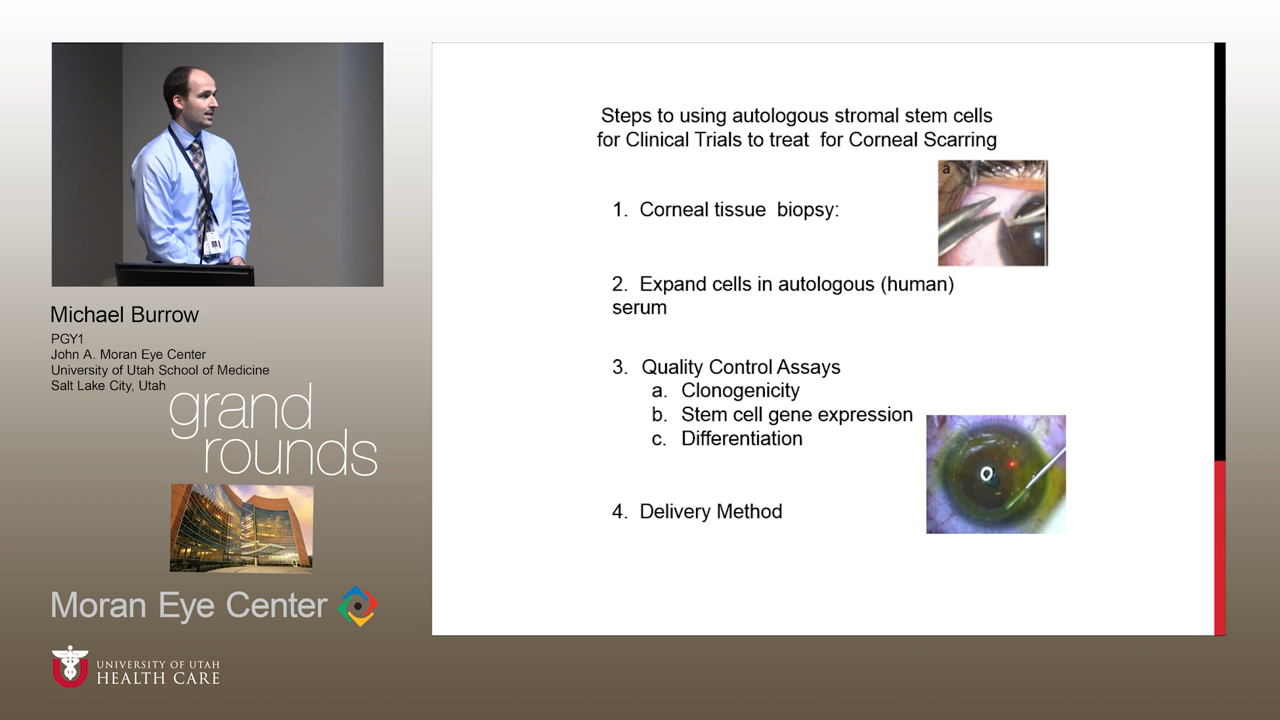 Michael Burrow
PGY1
John A. Moran Eye Center
University of Utah School of Medicine
Salt Lake City, Utah
grand
rounds
Moran Eye Center
UNIVERSITY OF UTAH
HEALTH CARE
Steps to using autologous stromal stem cells
for Clinical Trials to treat for Corneal Scarring
a
1. Corneal tissue biopsy:
2. Expand cells in autologous (human)
serum
3. Quality Control Assays
a. Clonogenicity
b. Stem cell gene expression
c. Differentiation
4. Delivery Method